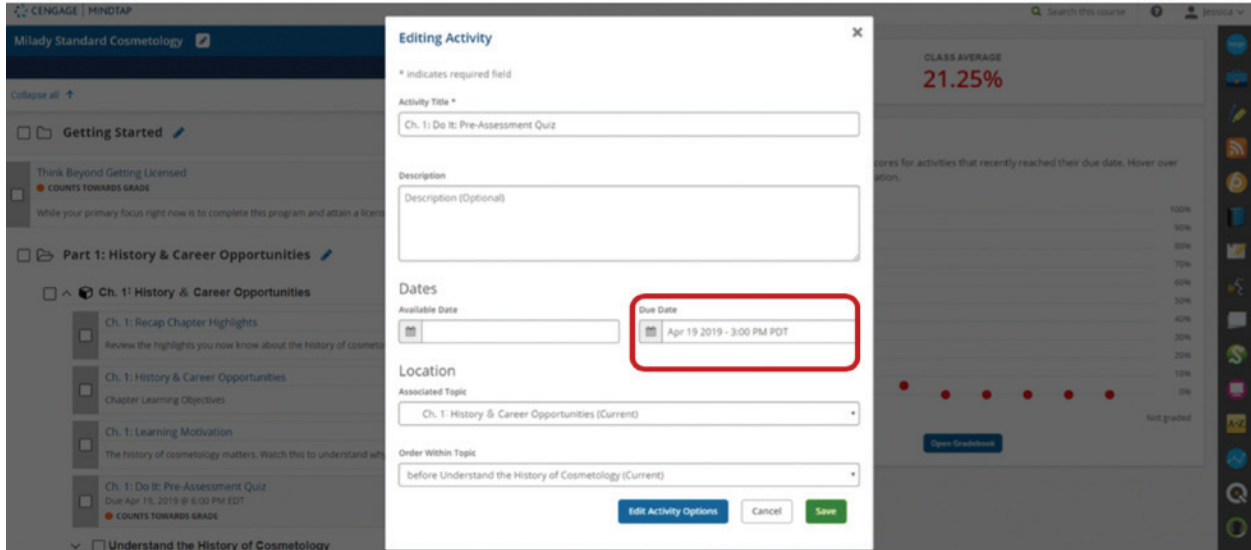 CENGAGE | MINDTAP
Search this course
Jessica
Milady Standard Cosmetology
Collapse all
Getting Started
Think Beyond Getting Licensed
COUNTS TOWARDS GRADE
While your primary focus right now is to complete this program and attain a licens
Part 1: History & Career Opportunities
Ch. 1: History & Career Opportunities
Ch. 1: Recap Chapter Highlights
Review the highlights you now know about the history of cosmeto
Ch. 1: History & Career Opportunities
Chapter Learning Objectives
Ch. 1: Learning Motivation
The history of cosmetology matters. Watch this to understand why
Ch. 1: Do It: Pre-Assessment Quiz
Due Apr 19, 2019 @ 6:00 PM EDT
COUNTS TOWARDS GRADE
Understand the History of Cosmetology
Editing Activity
* indicates required field
Activity Title *
Ch. 1: Do It: Pre-Assessment Quiz
Description
Description (Optional)
Dates
Available Date
Due Date
Apr 19 2019 - 3:00 PM PDT
Location
Associated Topic
Ch. 1: History & Career Opportunities (Current)
Order Within Topic
before Understand the History of Cosmetology (Current)
Edit Activity Options
Cancel
Save
CLASS AVERAGE
21.25%
cores for activities that recently reached their due date. Hover over
ation.
100%
90%
80%
70%
60%
50%
40%
30%
20%
10%
0%
Not graded
Open Gradebook
A-Z